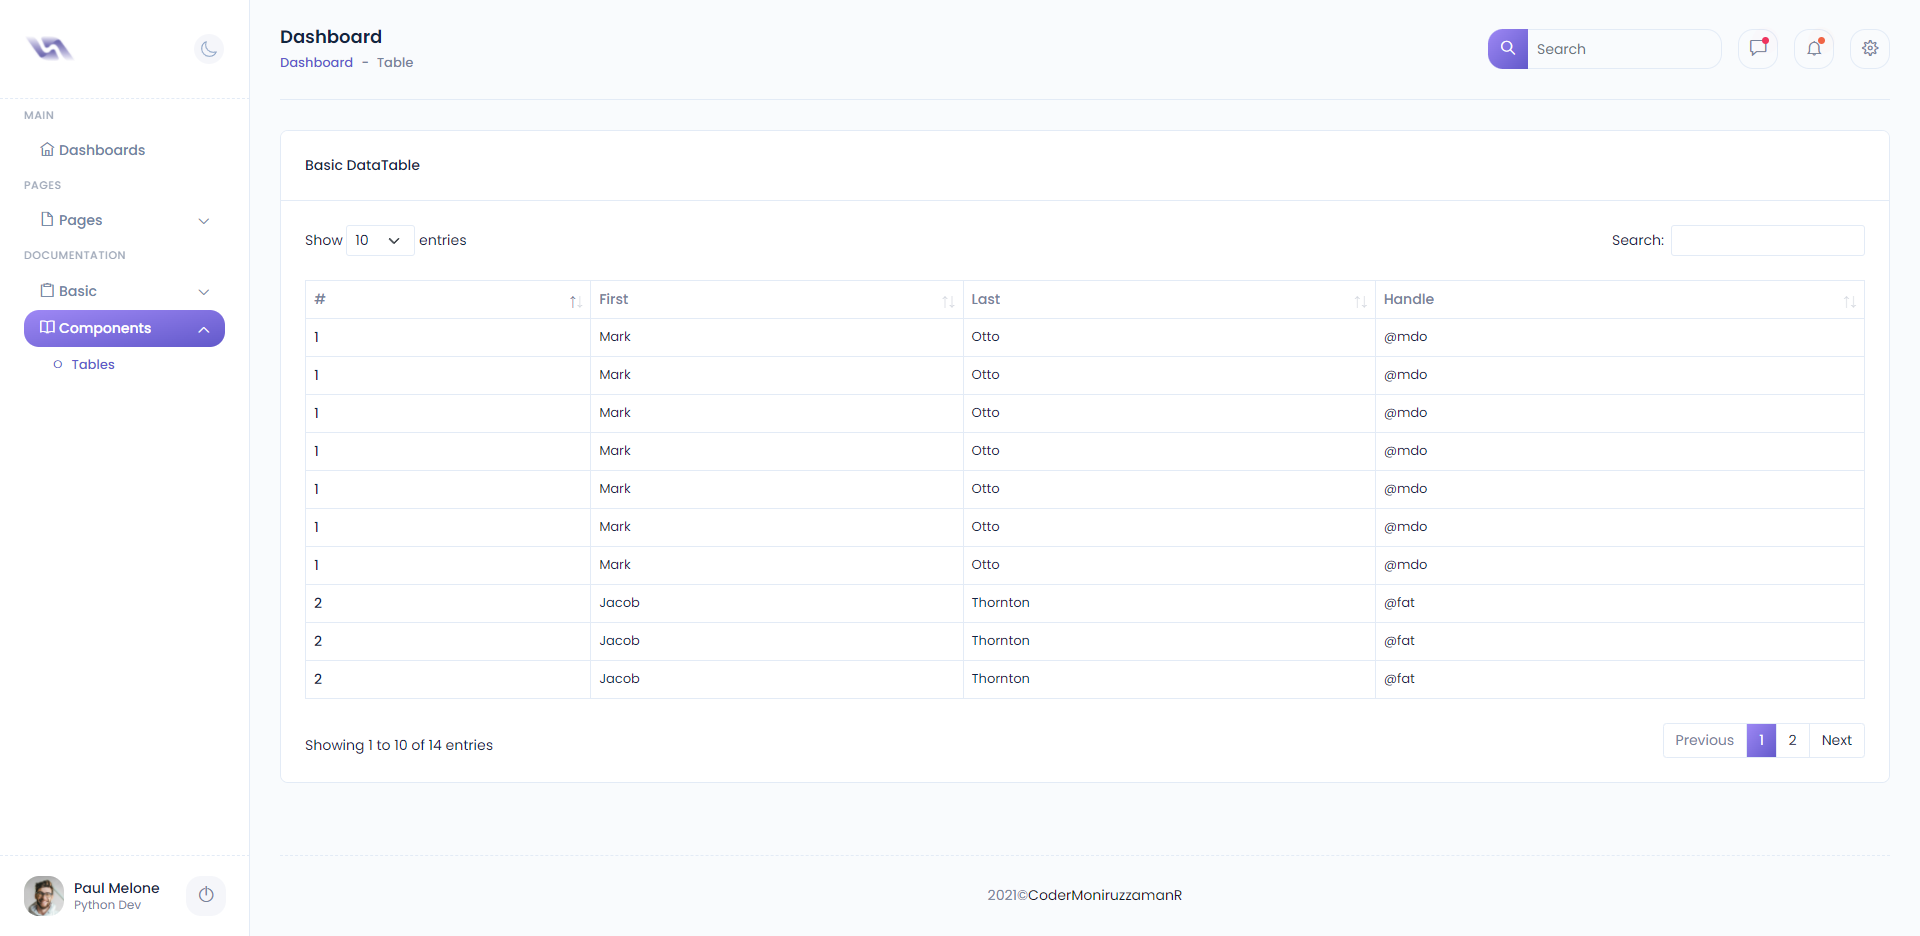 MAIN
Dashboards
PAGES
Pages
DOCUMENTATION
Basic
Components
Tables
Paul Melone
Python Dev
Dashboard
Dashboard - Table
Search
Basic DataTable
Show 10 entries
Search:
# First Last Handle
1 Mark Otto @mdo
1 Mark Otto @mdo
1 Mark Otto @mdo
1 Mark Otto @mdo
1 Mark Otto @mdo
1 Mark Otto @mdo
1 Mark Otto @mdo
2 Jacob Thornton @fat
2 Jacob Thornton @fat
2 Jacob Thornton @fat
Showing 1 to 10 of 14 entries
Previous 1 2 Next
2021©CoderMoniruzzamanR